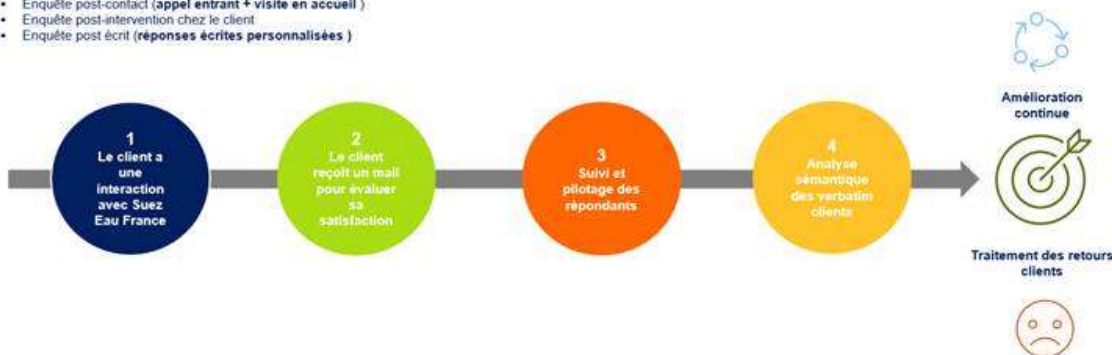 • Enquête post-contact (appel entrant + visite en accueil )
• Enquête post-intervention chez le client
• Enquête post écrit (réponses écrites personnalisées )
Amélioration
continue
1
Le client a
une
interaction
avec Suez
Eau France
2
Le client
reçoit un mail
pour évaluer
sa
satisfaction
3
Suivi et
pilotage des
répondants
4
Analyse
sémantique
des verbatim
clients
Traitement des retours
clients